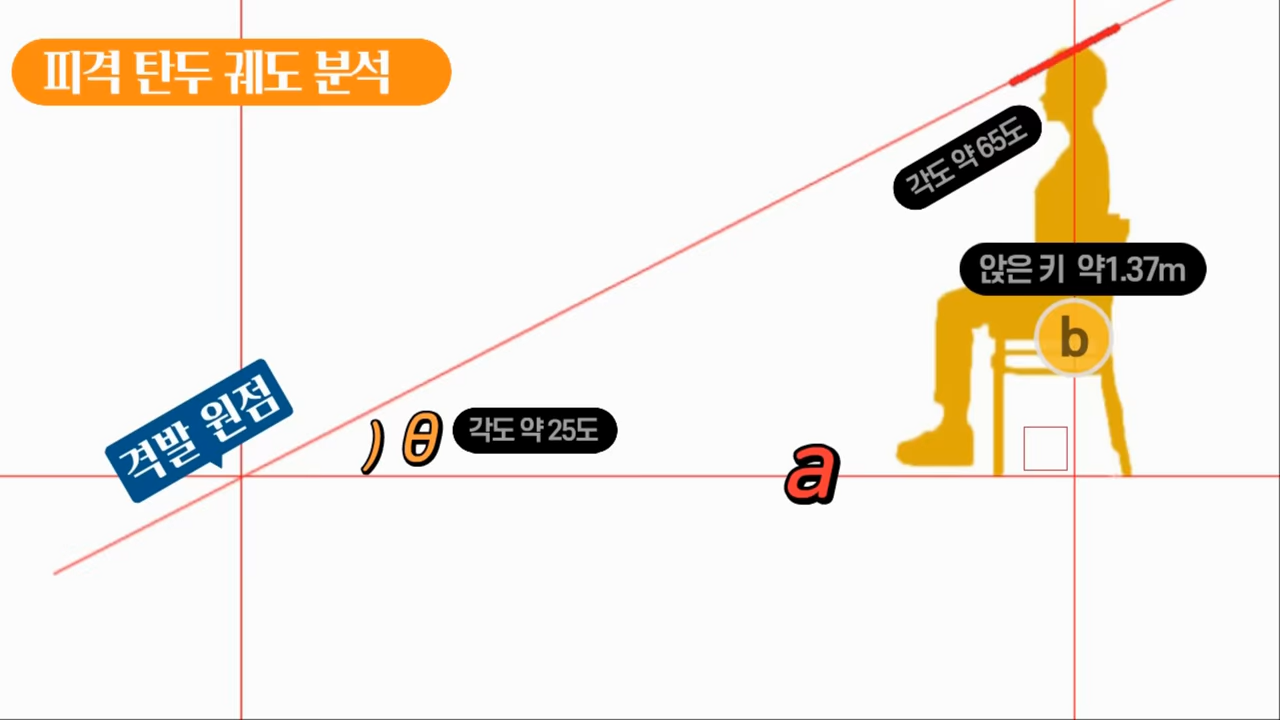 피격 탄두 궤도 분석
각도 약 65도
앉은 키 약1.37m
b
격발 원점
) θ
각도 약 25도
a